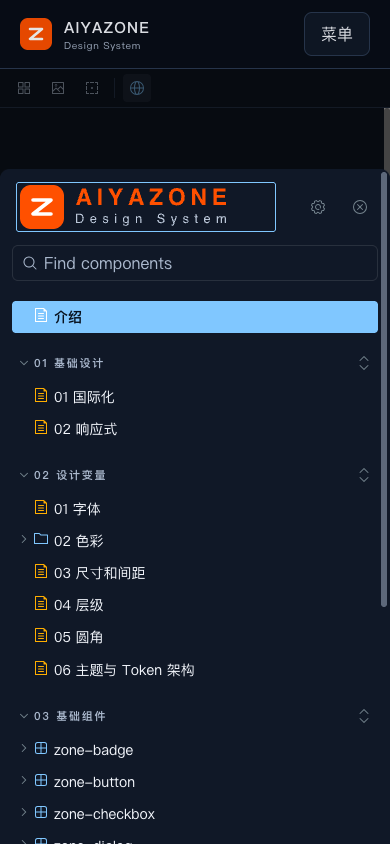 AIYAZONE
Design System
菜单
AIYAZONE
Design System
Find components
介绍
01 基础设计
01 国际化
02 响应式
02 设计变量
01 字体
02 色彩
03 尺寸和间距
04 层级
05 圆角
06 主题与 Token 架构
03 基础组件
zone-badge
zone-button
zone-checkbox